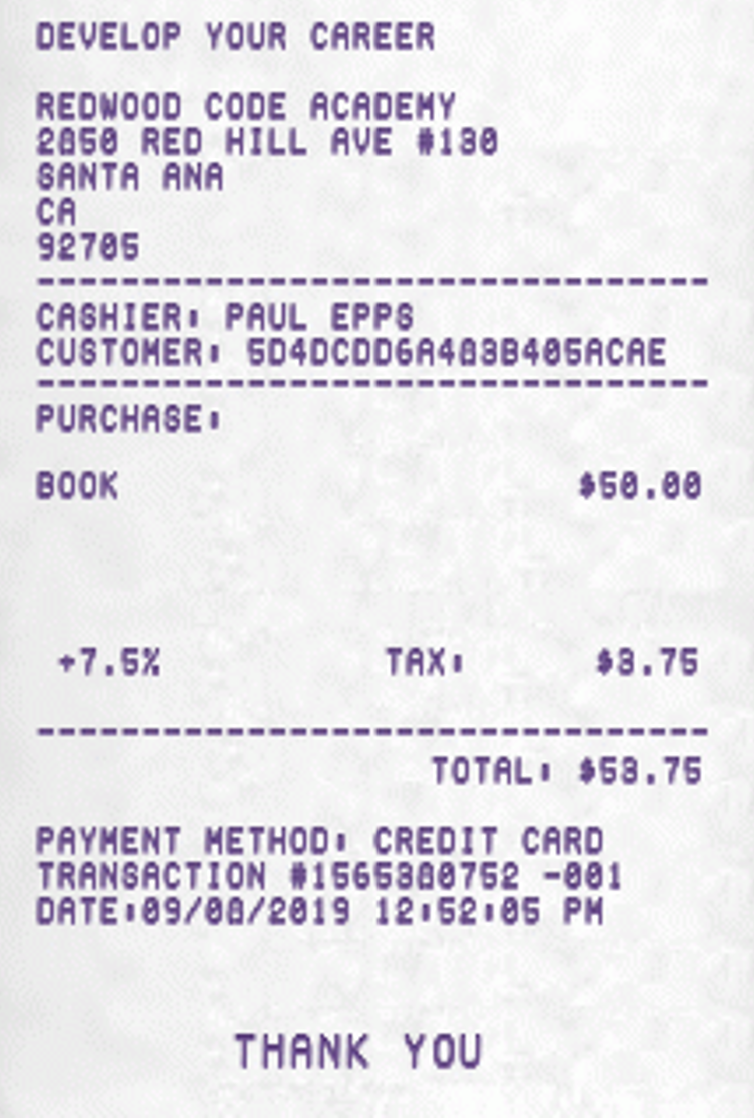 DEVELOP YOUR CAREER
REDWOOD CODE ACADEMY
2850 RED HILL AVE #130
SANTA ANA
CA
92705
--------------------------------
CASHIER: PAUL EPPS
CUSTOMER: 5D4DCDD6A483B405ACAE
--------------------------------
PURCHASE:
BOOK $50.00
+7.5% TAX: $3.75
--------------------------------
TOTAL: $53.75
PAYMENT METHOD: CREDIT CARD
TRANSACTION #1565380752 -001
DATE:09/08/2019 12:52:05 PM
THANK YOU